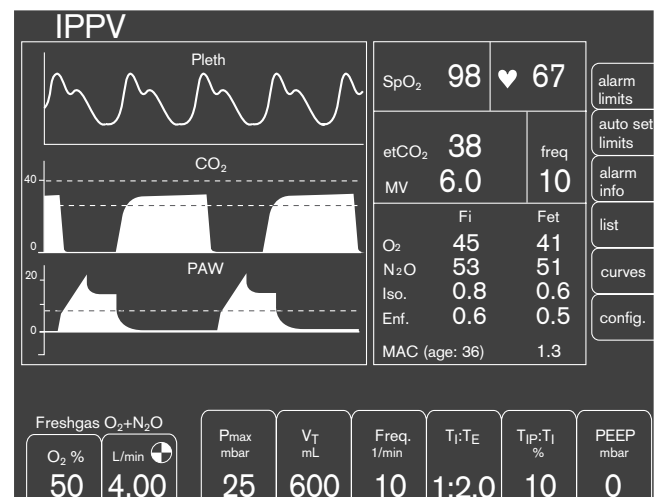 IPPV
Pleth
CO₂
40
0
PAW
20
0
SpO₂ 98 ♥ 67
etCO₂ 38 freq
MV 6.0 10
Fi Fet
O₂ 45 41
N₂O 53 51
Iso. 0.8 0.6
Enf. 0.6 0.5
MAC (age: 36) 1.3
alarm
limits
auto set
limits
alarm
info
list
curves
config.
Freshgas O₂+N₂O
O₂ % L/min
50 4.00
Pmax VT Freq. TI:TE TIP:TI PEEP
mbar mL 1/min % mbar
25 600 10 1:2.0 10 0